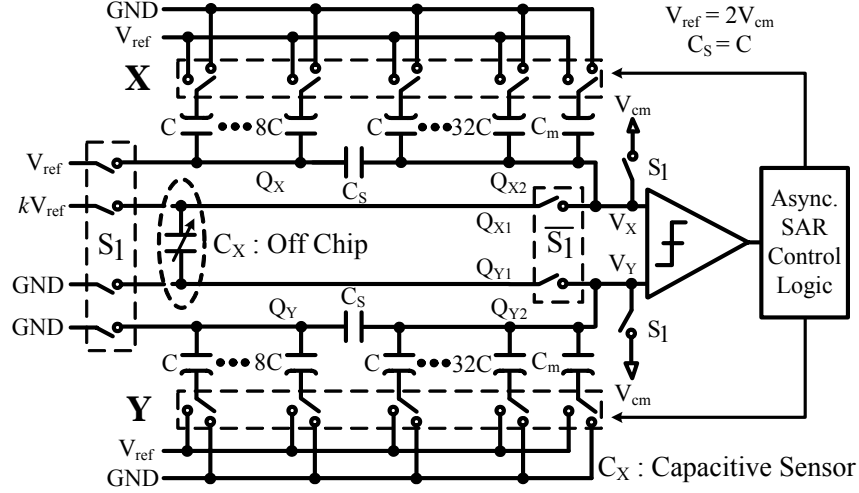 GND
V_ref
V_ref = 2V_cm
C_S = C
X
V_cm
C
8C
C
32C
C_m
V_ref
Q_X
C_S
Q_X2
S_1
kV_ref
Q_X1
V_X
Async.
SAR
Control
Logic
S_1
C_X : Off Chip
S_1
GND
Q_Y1
V_Y
GND
Q_Y
C_S
Q_Y2
S_1
C
8C
C
32C
C_m
V_cm
Y
V_ref
GND
C_X : Capacitive Sensor